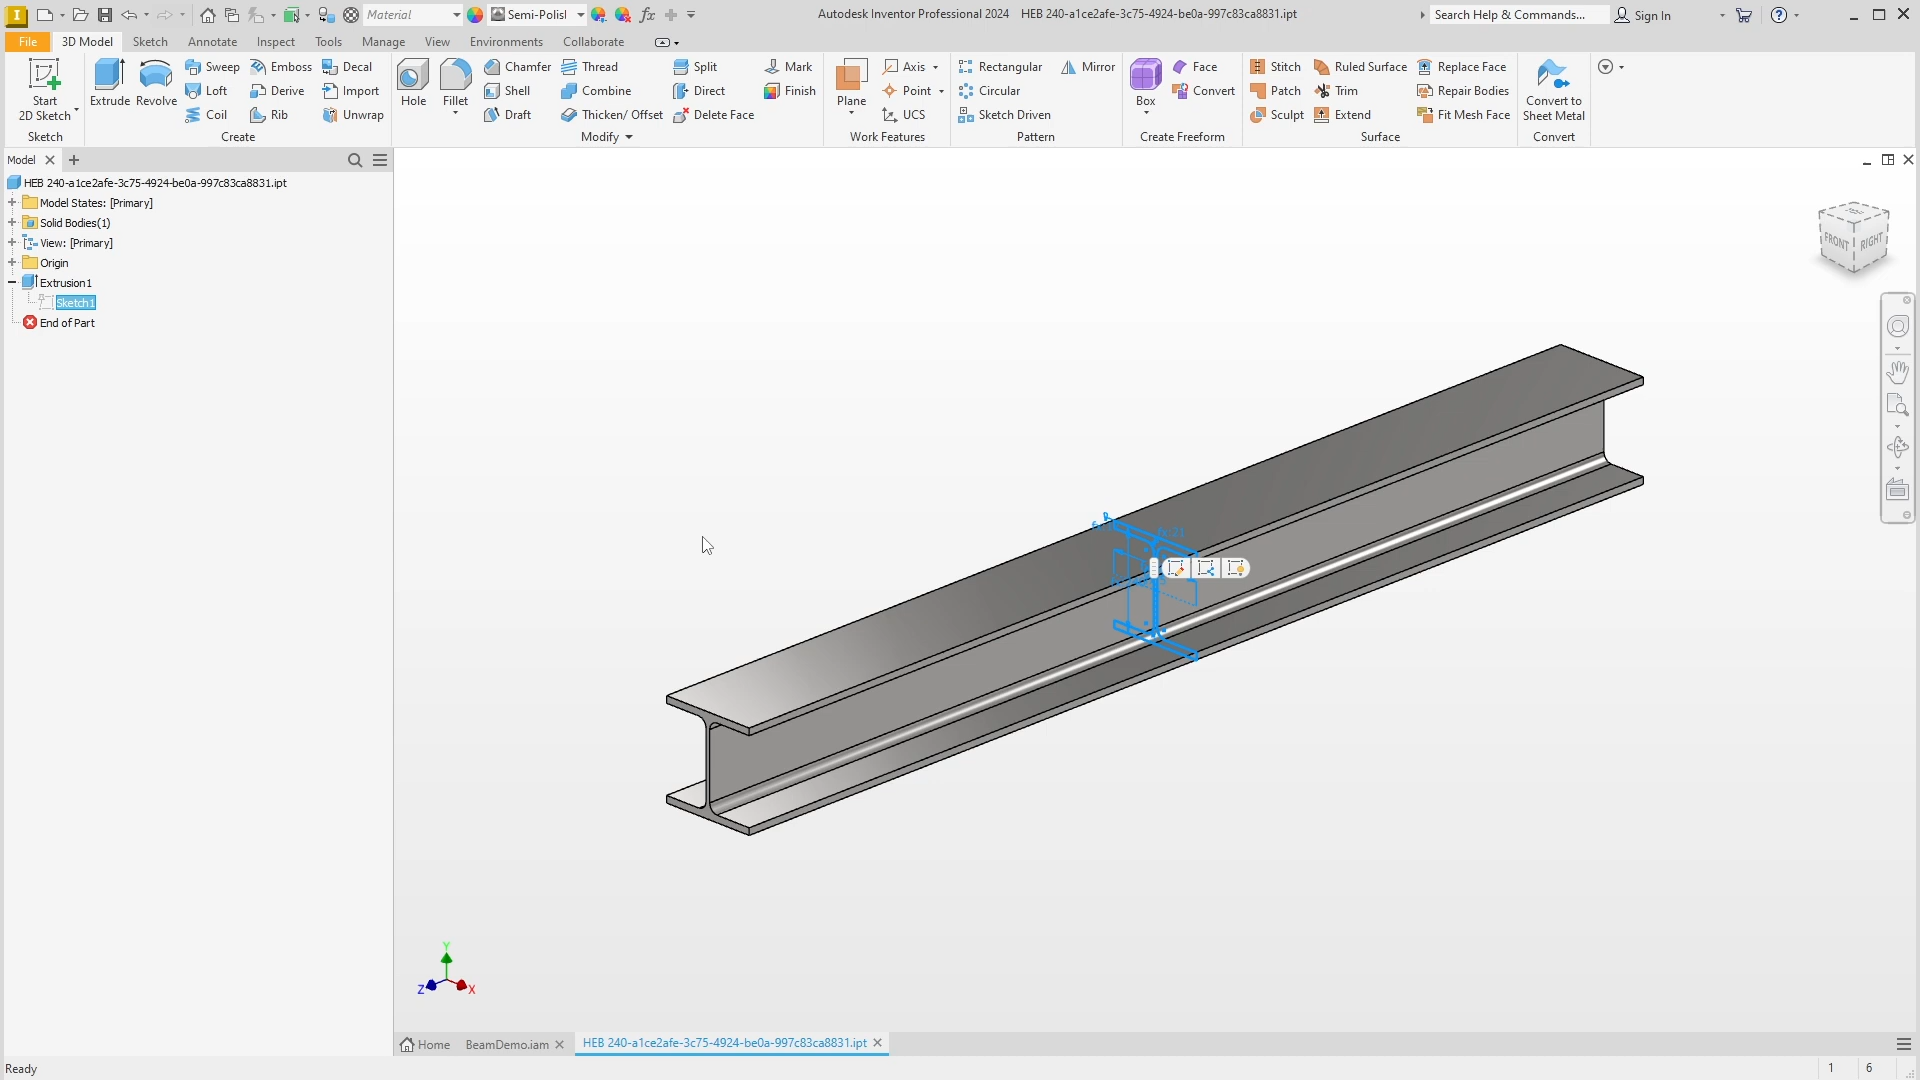 Material
Semi-Polisl
fx
Autodesk Inventor Professional 2024 HEB 240-a1ce2afe-3c75-4924-be0a-997c83ca8831.ipt
Search Help & Commands...
Sign In
File 3D Model Sketch Annotate Inspect Tools Manage View Environments Collaborate
Start
2D Sketch
Sketch
Extrude
Revolve
Sweep
Loft
Coil
Emboss
Derive
Rib
Decal
Import
Unwrap
Create
Hole
Fillet
Chamfer
Shell
Draft
Thread
Combine
Thicken/ Offset
Split
Direct
Delete Face
Mark
Finish
Modify
Plane
Axis
Point
UCS
Work Features
Rectangular
Circular
Sketch Driven
Mirror
Pattern
Box
Face
Convert
Create Freeform
Stitch
Patch
Sculpt
Ruled Surface
Trim
Extend
Replace Face
Repair Bodies
Fit Mesh Face
Surface
Convert to
Sheet Metal
Convert
Model
HEB 240-a1ce2afe-3c75-4924-be0a-997c83ca8831.ipt
Model States: [Primary]
Solid Bodies(1)
View: [Primary]
Origin
Extrusion1
Sketch1
End of Part
FRONT
RIGHT
Y
Z
X
Home
BeamDemo.iam
HEB 240-a1ce2afe-3c75-4924-be0a-997c83ca8831.ipt
Ready
1 6